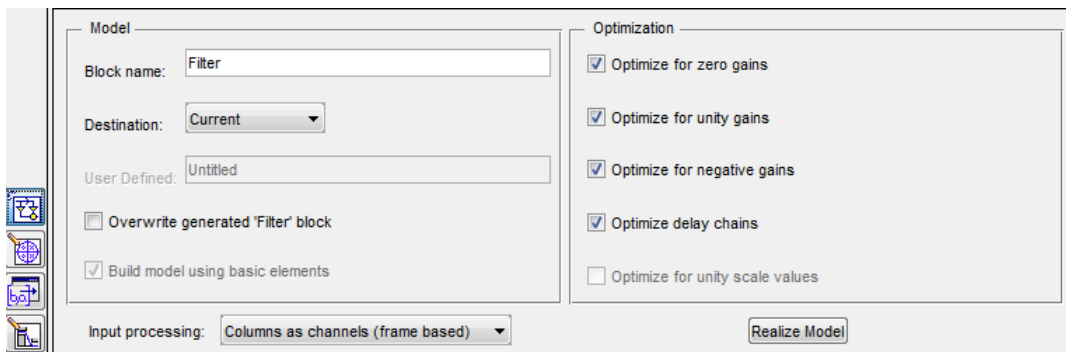 Model
Block name: Filter
Destination: Current
User Defined: Untitled
Overwrite generated 'Filter' block
Build model using basic elements
Optimization
Optimize for zero gains
Optimize for unity gains
Optimize for negative gains
Optimize delay chains
Optimize for unity scale values
Input processing: Columns as channels (frame based)
Realize Model